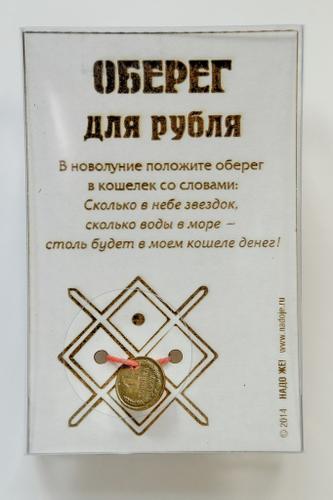 ОБЕРЕГ
для рубля
В новолуние положите оберег
в кошелек со словами:
Сколько в небе звездок,
сколько воды в море –
столь будет в моем кошеле денег!
© 2014 НАДО ЖЕ! www.nadoje.ru
1